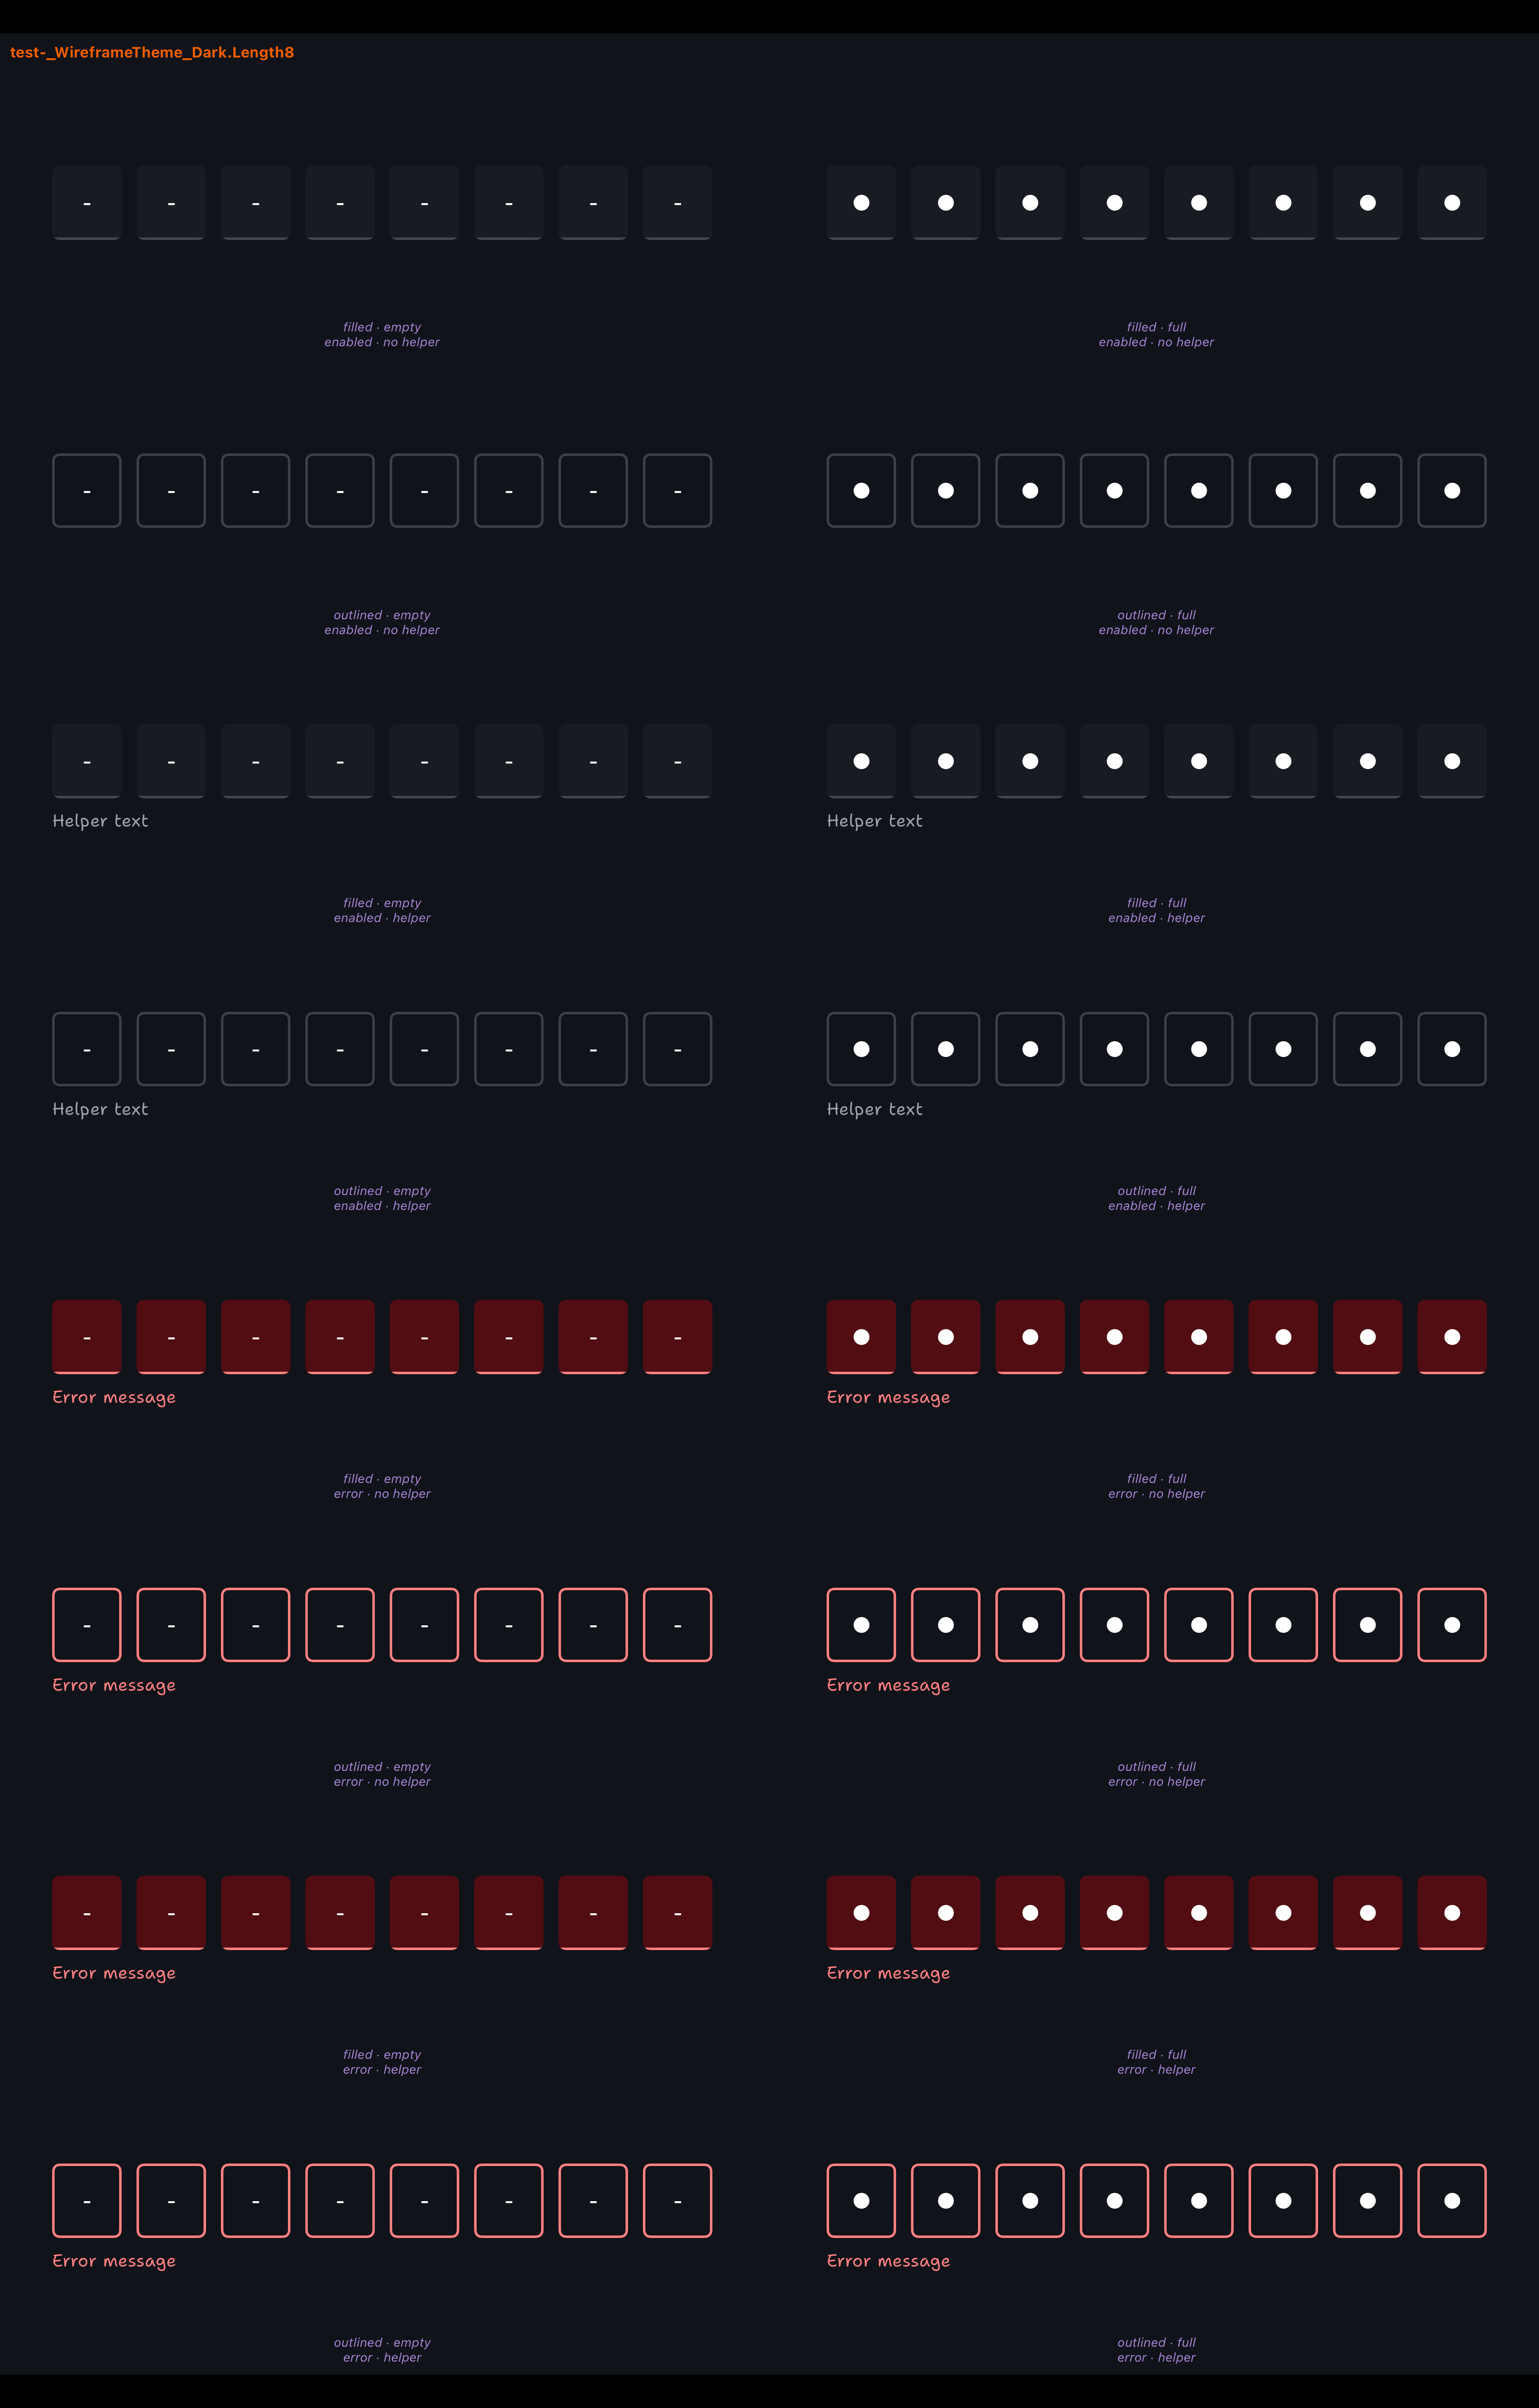 test-_WireframeTheme_Dark.Length8
- - - - - - - -
filled · empty
enabled · no helper
filled · full
enabled · no helper
- - - - - - - -
outlined · empty
enabled · no helper
outlined · full
enabled · no helper
- - - - - - - -
Helper text
Helper text
filled · empty
enabled · helper
filled · full
enabled · helper
- - - - - - - -
Helper text
Helper text
outlined · empty
enabled · helper
outlined · full
enabled · helper
- - - - - - - -
Error message
Error message
filled · empty
error · no helper
filled · full
error · no helper
- - - - - - - -
Error message
Error message
outlined · empty
error · no helper
outlined · full
error · no helper
- - - - - - - -
Error message
Error message
filled · empty
error · helper
filled · full
error · helper
- - - - - - - -
Error message
Error message
outlined · empty
error · helper
outlined · full
error · helper